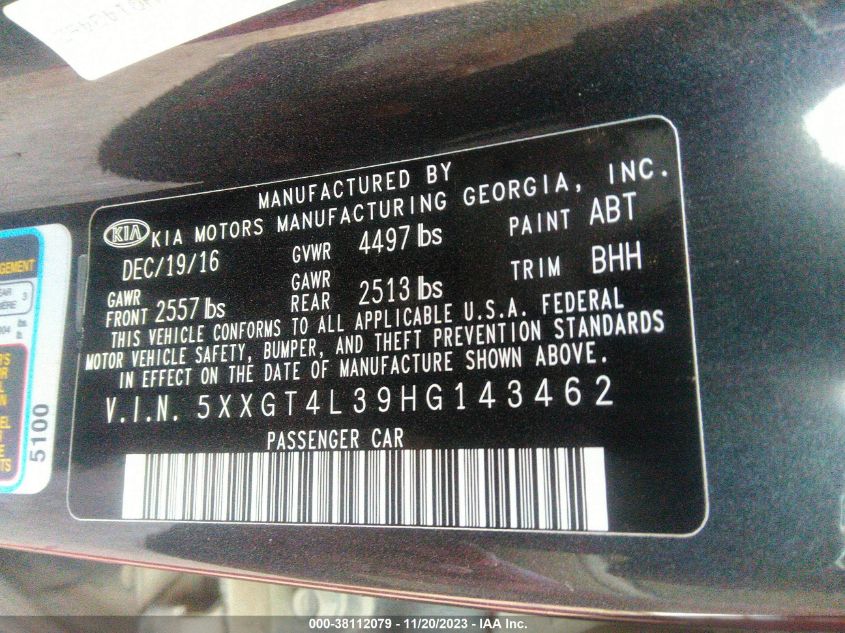 MANUFACTURED BY
KIA KIA MOTORS MANUFACTURING GEORGIA, INC.
DEC/19/16 GVWR 4497 lbs PAINT ABT
GAWR FRONT 2557 lbs GAWR REAR 2513 lbs TRIM BHH
THIS VEHICLE CONFORMS TO ALL APPLICABLE U.S.A. FEDERAL
MOTOR VEHICLE SAFETY, BUMPER, AND THEFT PREVENTION STANDARDS
IN EFFECT ON THE DATE OF MANUFACTURE SHOWN ABOVE.
V.I.N. 5XXGT4L39HG143462
PASSENGER CAR
3
lbs.
5100
000-38112079 — 11/20/2023 — IAA Inc.